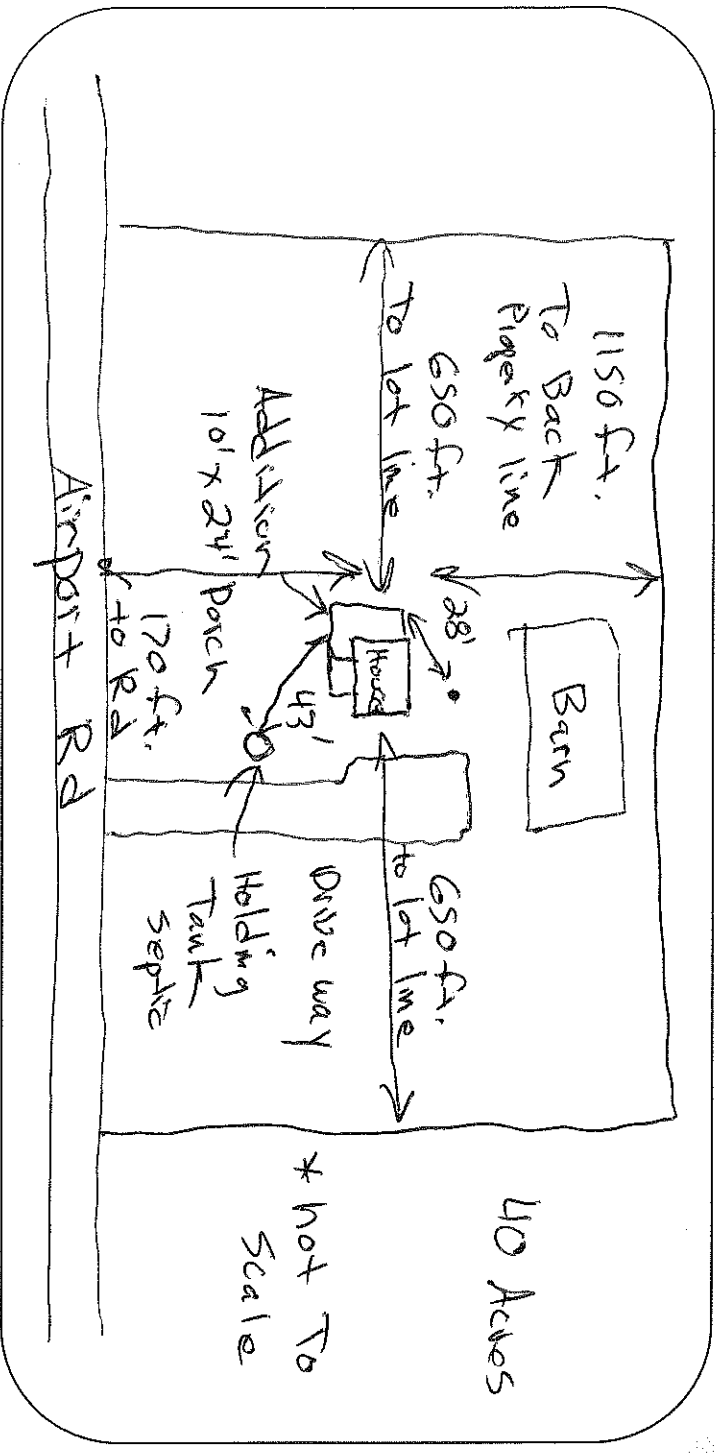 1150 ft.
To Back
Property line
650 ft.
To lot line
28'
Barn
House
650 ft.
to lot line
40 Acres
Addition
10' x 24' Porch
43'
170 ft.
to Rd
Drive way
Holding
Tank
Septic
* not To
Scale
Airport Rd